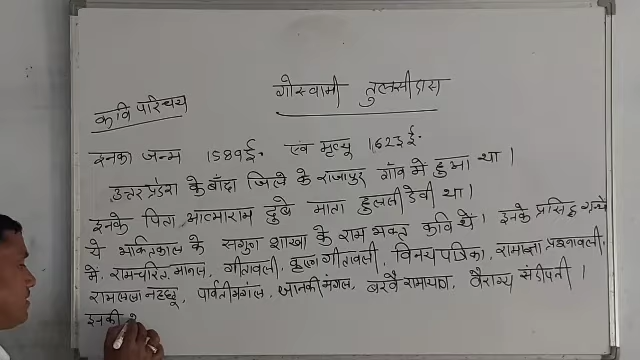 गोस्वामी तुलसीदास
कवि परिचय
इनका जन्म 1589ई. एवं मृत्यू 1623ई.
उत्तर प्रदेश के बाँदा जिले के राजापुर गाँव में हुआ था।
इनके पिता आत्माराम दुबे माता हुलसी देवी था।
ये भक्तिकाल के सगुण शाखा के राम भक्त कवि थें। इनके प्रसिद्ध ग्रन्थो
में, रामचरित मानस, गीतावली, कृष्ण गीतावली, विनय पत्रिका, रामाज्ञा प्रश्नावली,
रामलला नहछू, पार्वती मंगल, जानकी मंगल, बरवै रामायण, वैराग्य संदीपनी।
इनकी